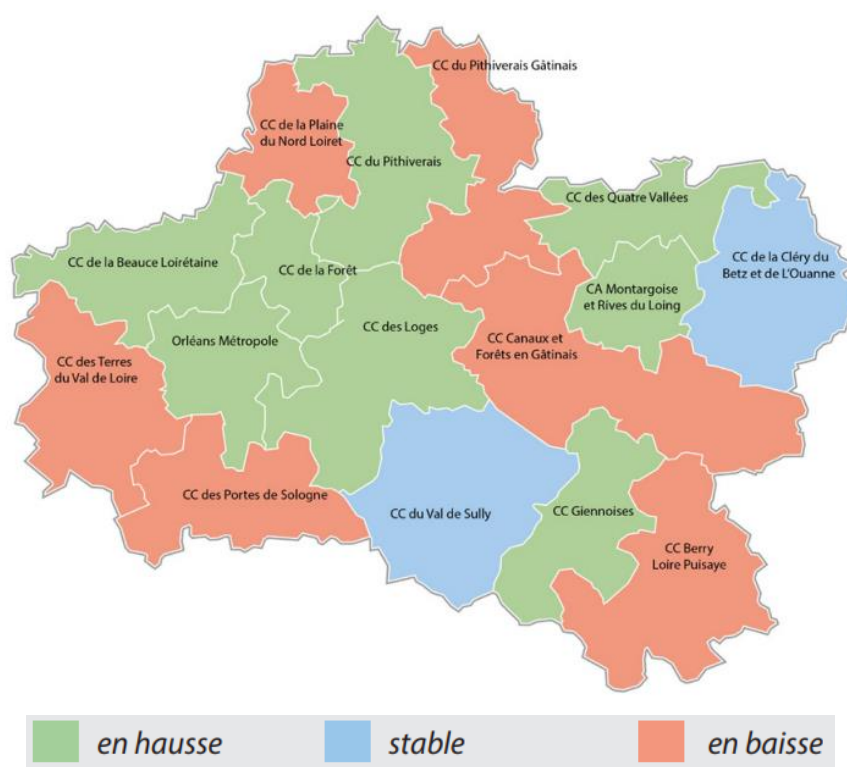 CC du Pithiverais Gâtinais
CC de la Plaine
du Nord Loiret
CC du Pithiverais
CC des Quatre Vallées
CC de la Beauce Loirétaine
CC de la Forêt
CC de la Cléry du
Betz et de L'Ouanne
CA Montargoise
et Rives du Loing
Orléans Métropole
CC des Loges
CC Canaux et
Forêts en Gâtinais
CC des Terres
du Val de Loire
CC des Portes de Sologne
CC du Val de Sully
CC Giennoises
CC Berry
Loire Puisaye
en hausse
stable
en baisse